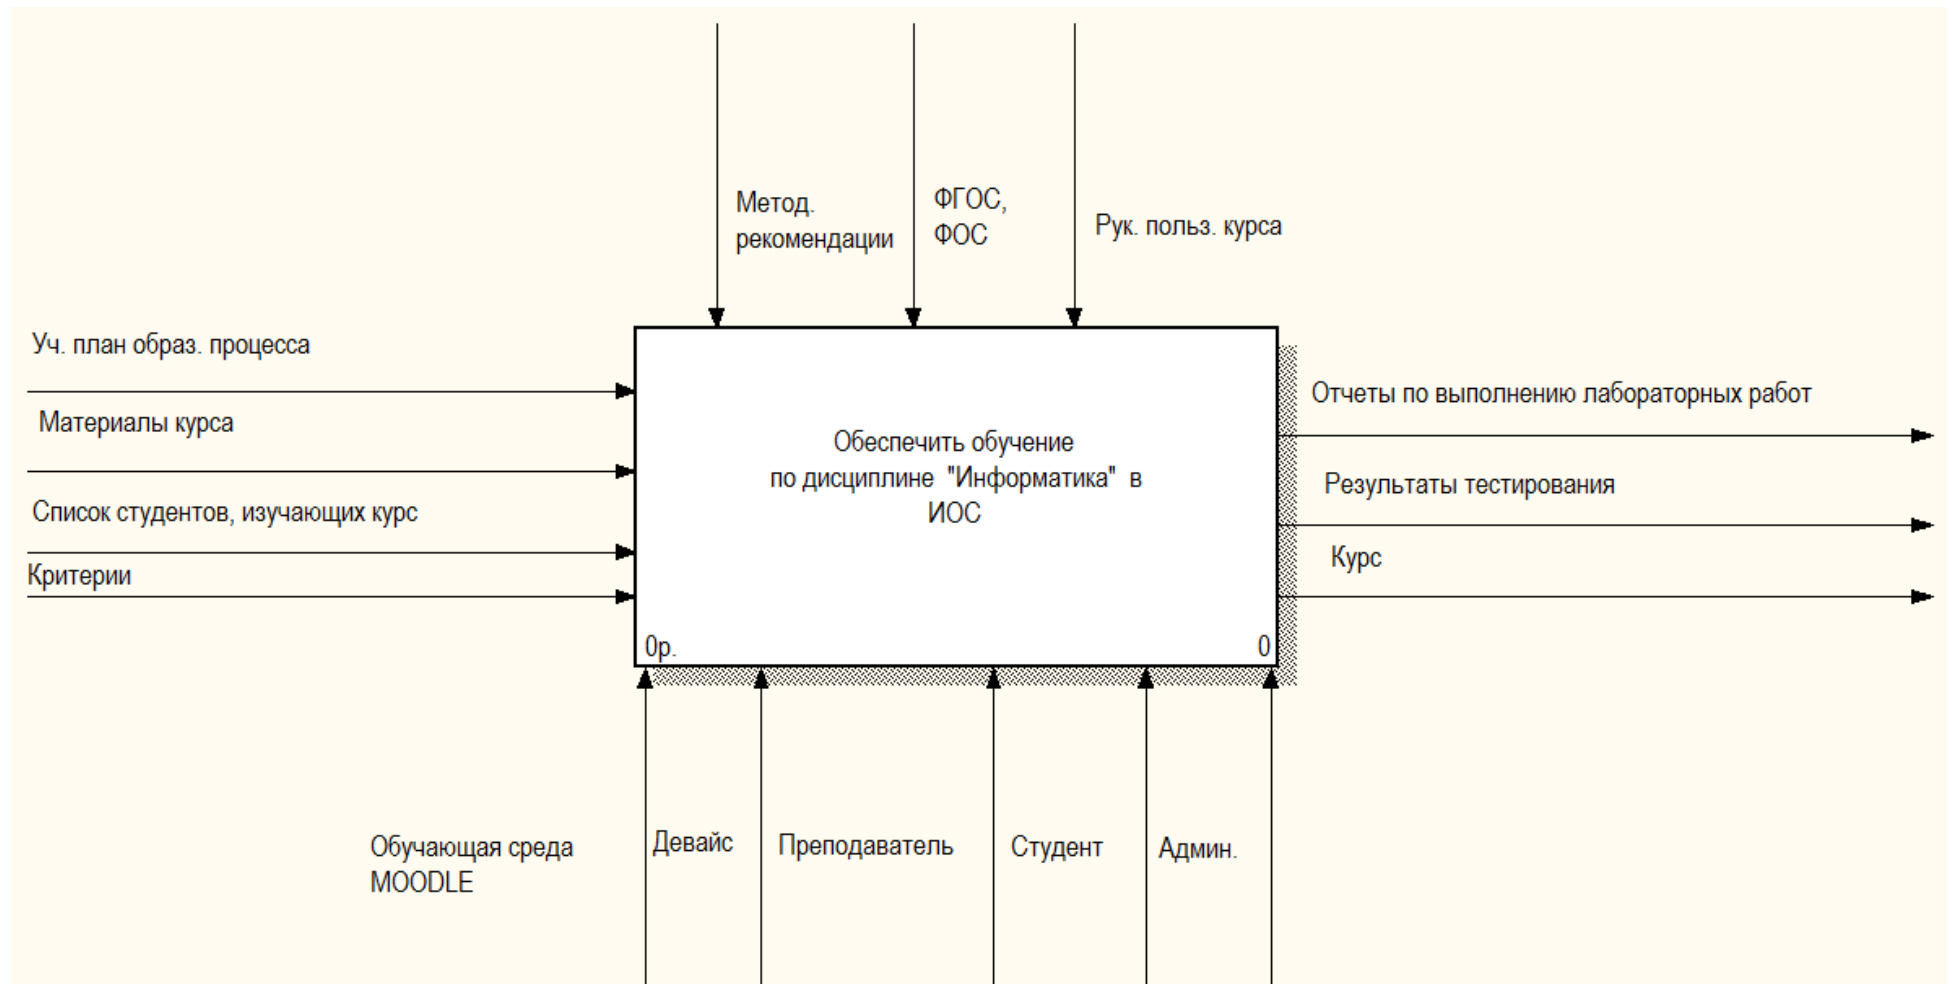 Метод.
рекомендации
ФГОС,
ФОС
Рук. польз. курса
Уч. план образ. процесса
Материалы курса
Список студентов, изучающих курс
Критерии
Обеспечить обучение
по дисциплине "Информатика" в
ИОС
0р.
0
Отчеты по выполнению лабораторных работ
Результаты тестирования
Курс
Обучающая среда
MOODLE
Девайс
Преподаватель
Студент
Админ.